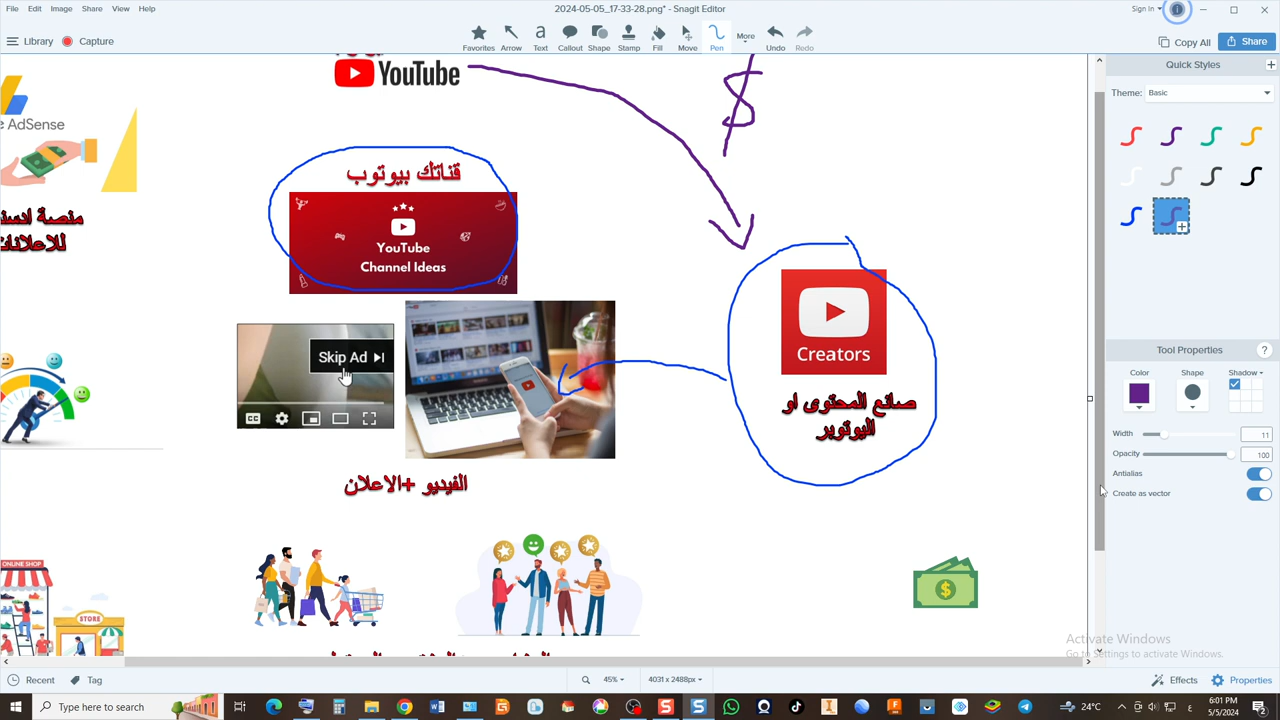 File Edit Image Share View Help
2024-05-05_17-33-28.png* - Snagit Editor
Sign In
Library Capture
Favorites Arrow Text Callout Shape Stamp Fill Move Pen More Undo Redo
Copy All Share
Quick Styles
Theme: Basic
YouTube
$
AdSense
قناتك بيوتوب
YouTube
Channel Ideas
منصة ادسنس
للاعلانات
Skip Ad
CC
Creators
صانع المحتوى او
اليوتوبر
الفيديو +الاعلان
Tool Properties
?
Color Shape Shadow
Width 11
Opacity 100
Antialias
Create as vector
ONLINE SHOP
STORE
$
Activate Windows
Go to Settings to activate Windows.
Recent Tag
45% 4031 x 2488px
Effects Properties
Type here to search
24°C
6:01 PM
5/5/2024